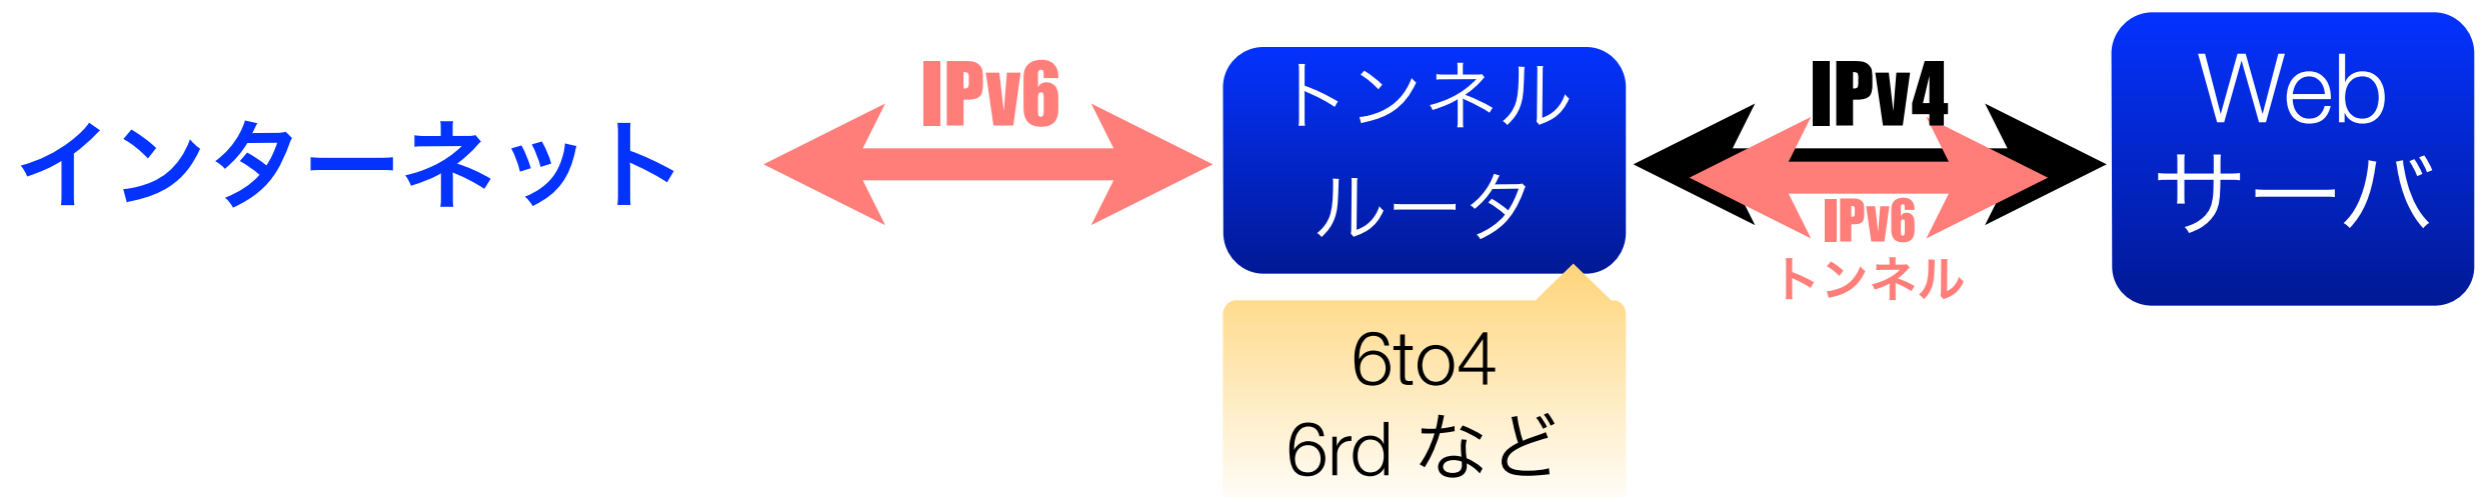 インターネット
IPv6
トンネル
ルータ
IPv4
IPv6
トンネル
Web
サーバ
6to4
6rd など